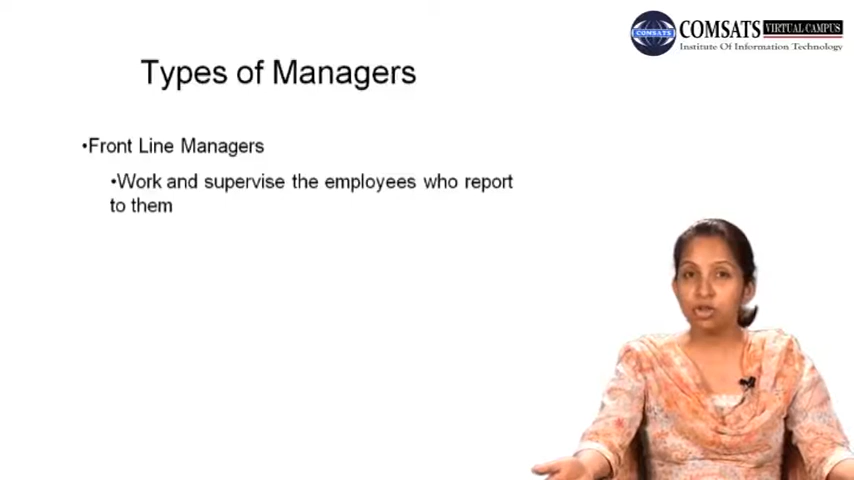 COMSATS VIRTUAL CAMPUS
COMSATS
Institute Of Information Technology
Types of Managers
•Front Line Managers
•Work and supervise the employees who report
to them